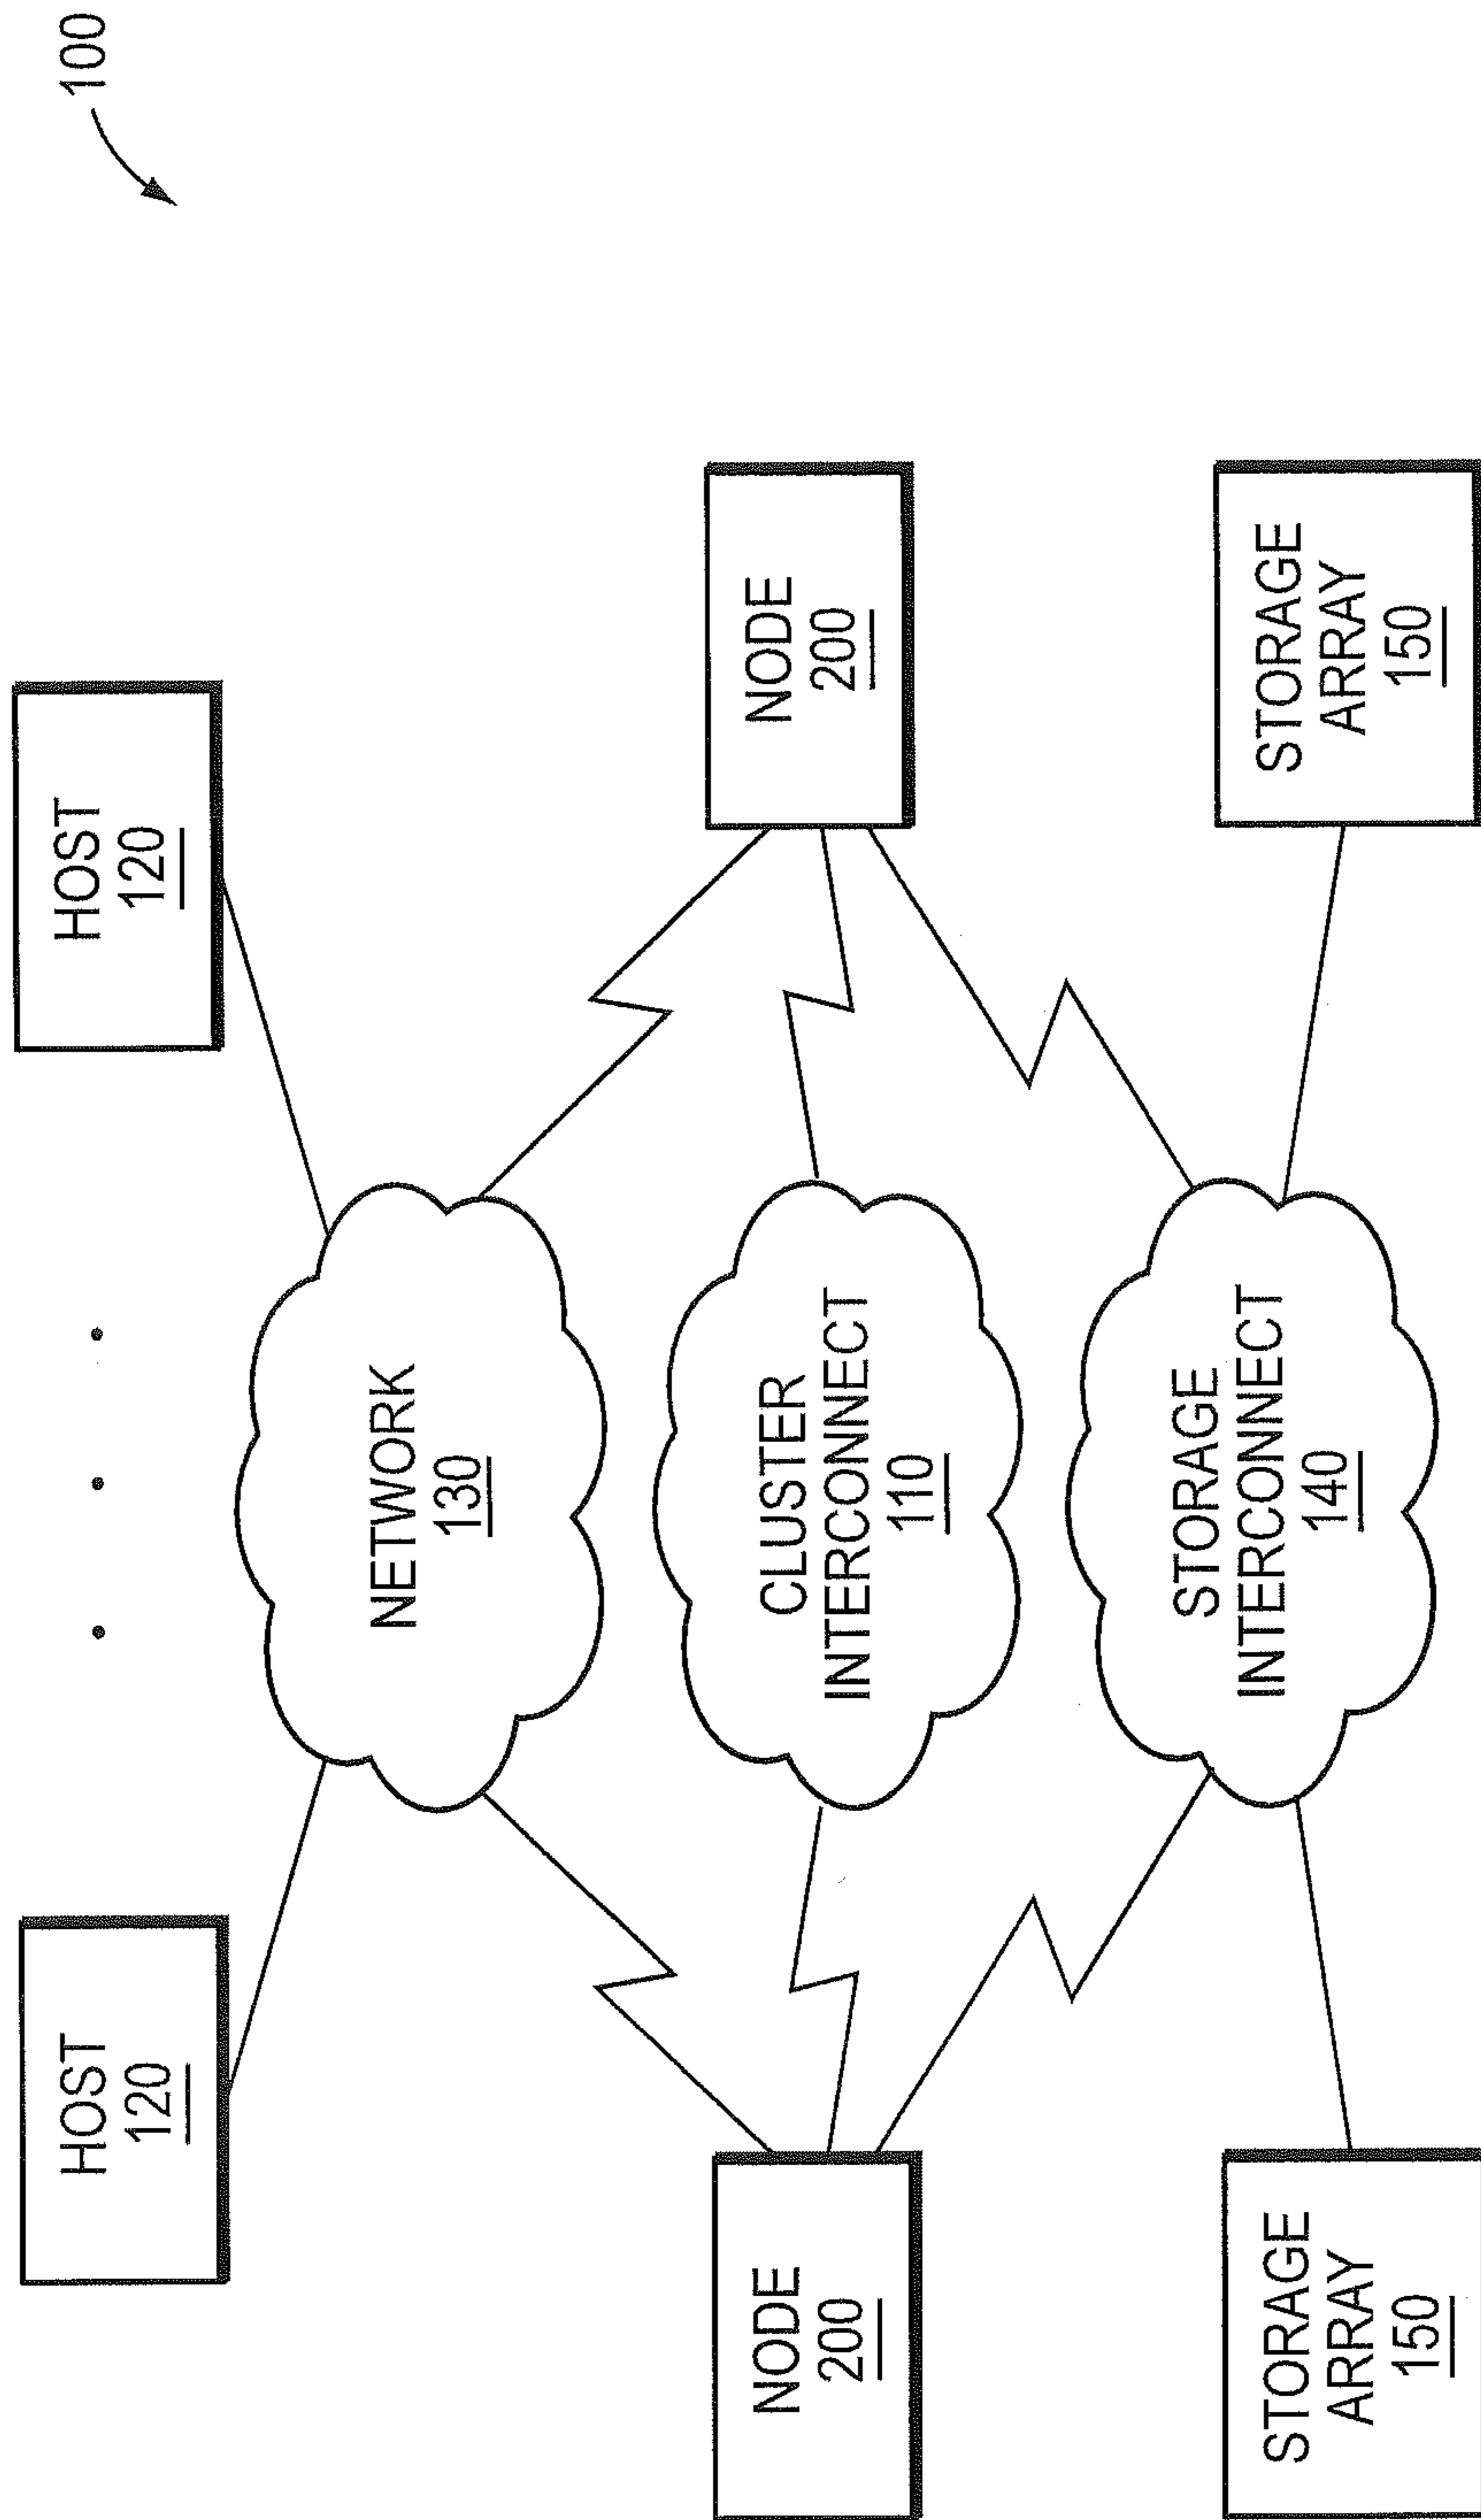 100
HOST
120
HOST
120
NETWORK
130
NODE
200
CLUSTER
INTERCONNECT
110
NODE
200
STORAGE
ARRAY
150
STORAGE
INTERCONNECT
140
STORAGE
ARRAY
150